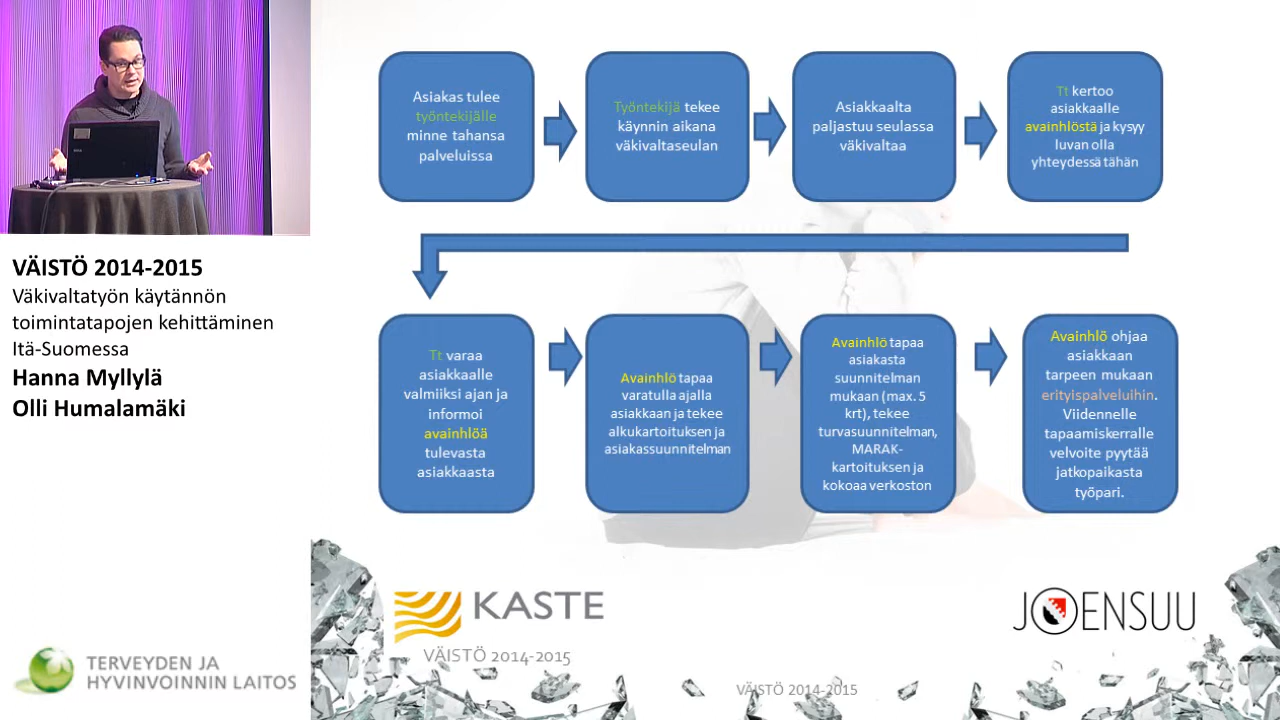 VÄISTÖ 2014-2015
Väkivaltatyön käytännön
toimintatapojen kehittäminen
Itä-Suomessa
Hanna Myllylä
Olli Humalamäki
TERVEYDEN JA
HYVINVOINNIN LAITOS
Asiakas tulee
työntekijälle
minne tahansa
palveluissa
Työntekijä tekee
käynnin aikana
väkivaltaseulan
Asiakkaalta
paljastuu seulassa
väkivaltaa
Tt kertoo
asiakkaalle
avainhlöstä ja kysyy
luvan olla
yhteydessä tähän
Tt varaa
asiakkaalle
valmiiksi ajan ja
informoi
avainhlöä
tulevasta
asiakkaasta
Avainhlö tapaa
varatulla ajalla
asiakkaan ja tekee
alkukartoituksen ja
asiakassuunnitelman
Avainhlö tapaa
asiakasta
suunnitelman
mukaan (max. 5
krt), tekee
turvasuunnitelman,
MARAK-
kartoituksen ja
kokoaa verkoston
Avainhlö ohjaa
asiakkaan
tarpeen mukaan
erityispalveluihin.
Viidennelle
tapaamiskerralle
velvoite pyytää
jatkopaikasta
työpari.
KASTE
VÄISTÖ 2014-2015
VÄISTÖ 2014-2015
JOENSUU